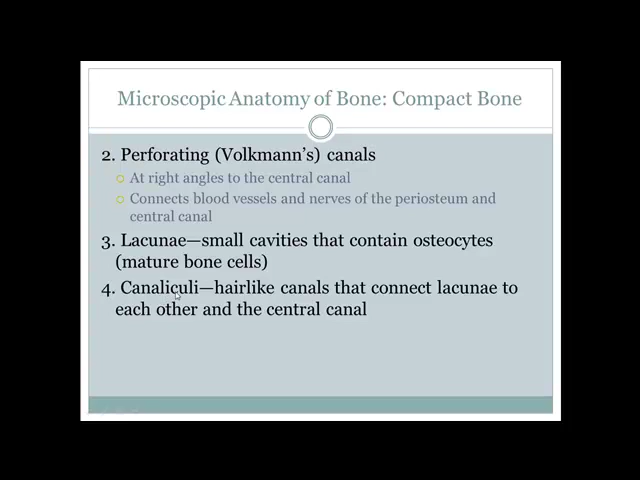 Microscopic Anatomy of Bone: Compact Bone
2. Perforating (Volkmann's) canals
At right angles to the central canal
Connects blood vessels and nerves of the periosteum and
central canal
3. Lacunae—small cavities that contain osteocytes
(mature bone cells)
4. Canaliculi—hairlike canals that connect lacunae to
each other and the central canal